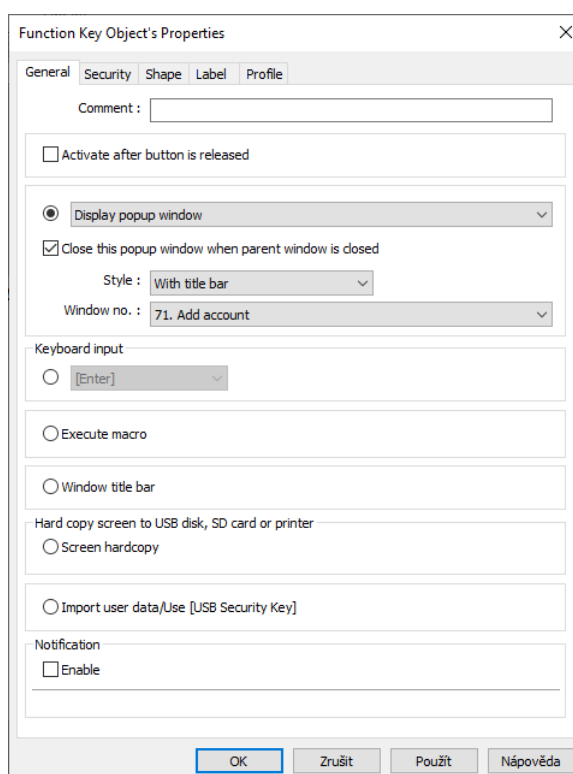 Function Key Object's Properties
General Security Shape Label Profile
Comment :
Activate after button is released
Display popup window
Close this popup window when parent window is closed
Style : With title bar
Window no. : 71. Add account
Keyboard input
[Enter]
Execute macro
Window title bar
Hard copy screen to USB disk, SD card or printer
Screen hardcopy
Import user data/Use [USB Security Key]
Notification
Enable
OK Zrušit Použít Nápověda